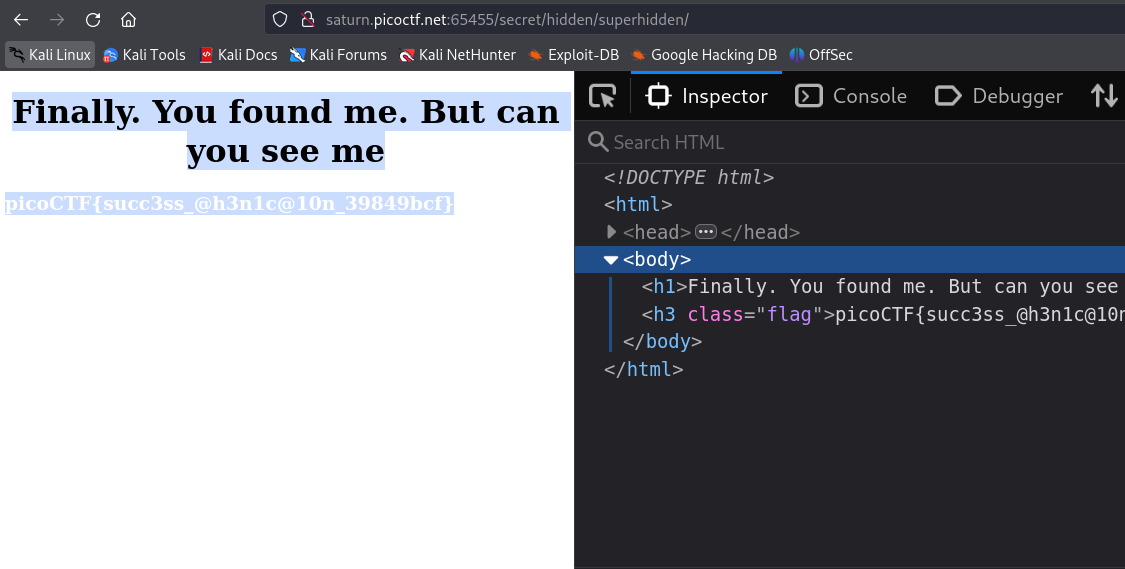 saturn.picoctf.net:65455/secret/hidden/superhidden/
Kali Linux Kali Tools Kali Docs Kali Forums Kali NetHunter Exploit-DB Google Hacking DB OffSec
Finally. You found me. But can
you see me
picoCTF{succ3ss_@h3n1c@10n_39849bcf}
Inspector Console Debugger
Search HTML
<!DOCTYPE html>
<html>
<head> ••• </head>
<body>
<h1>Finally. You found me. But can you see
<h3 class="flag">picoCTF{succ3ss_@h3n1c@10n
</body>
</html>